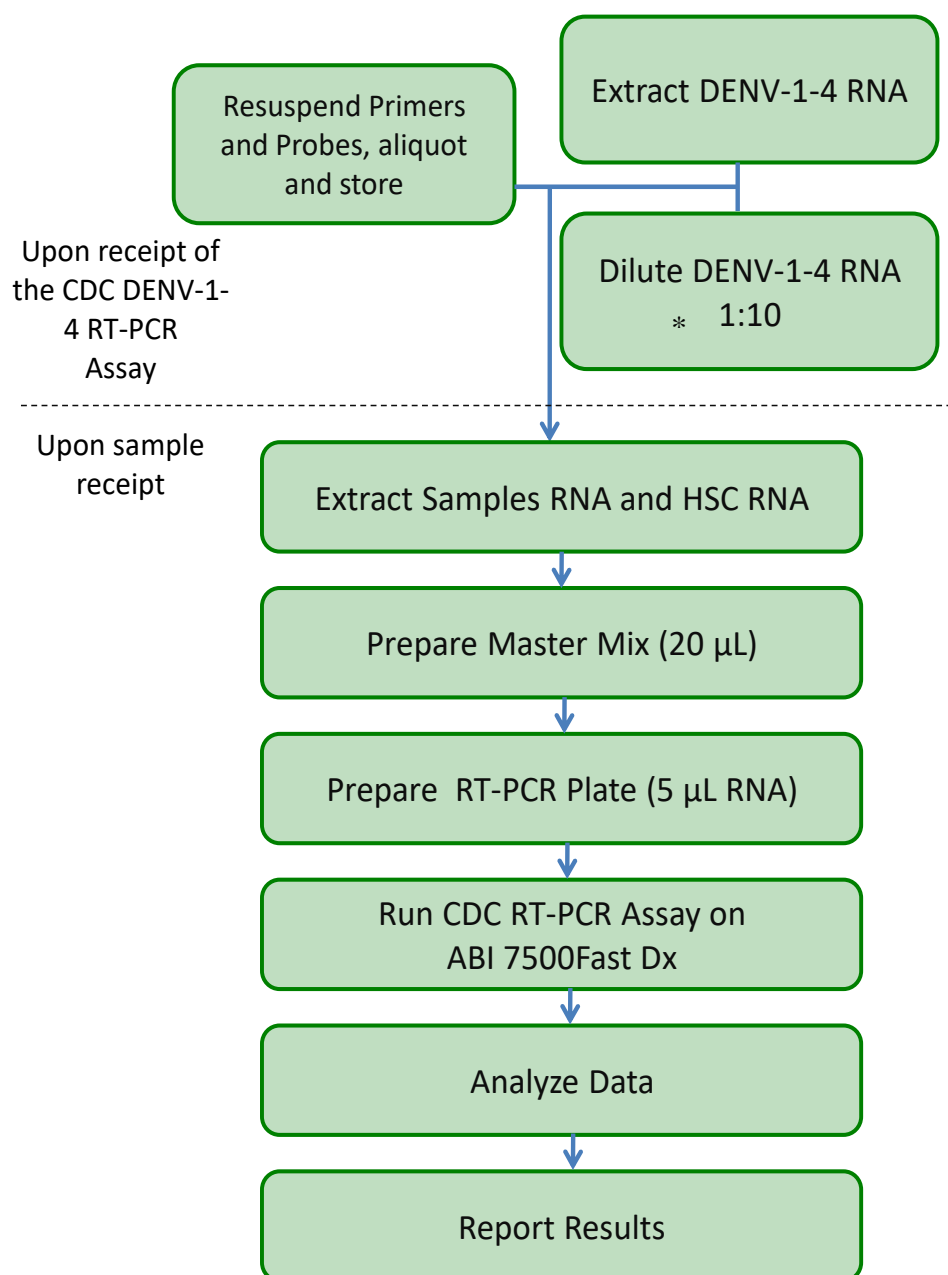 Extract DENV-1-4 RNA
Resuspend Primers
and Probes, aliquot
and store
Upon receipt of
the CDC DENV-1-
4 RT-PCR
Assay
Dilute DENV-1-4 RNA
* 1:10
Upon sample
receipt
Extract Samples RNA and HSC RNA
Prepare Master Mix (20 µL)
Prepare RT-PCR Plate (5 µL RNA)
Run CDC RT-PCR Assay on
ABI 7500Fast Dx
Analyze Data
Report Results